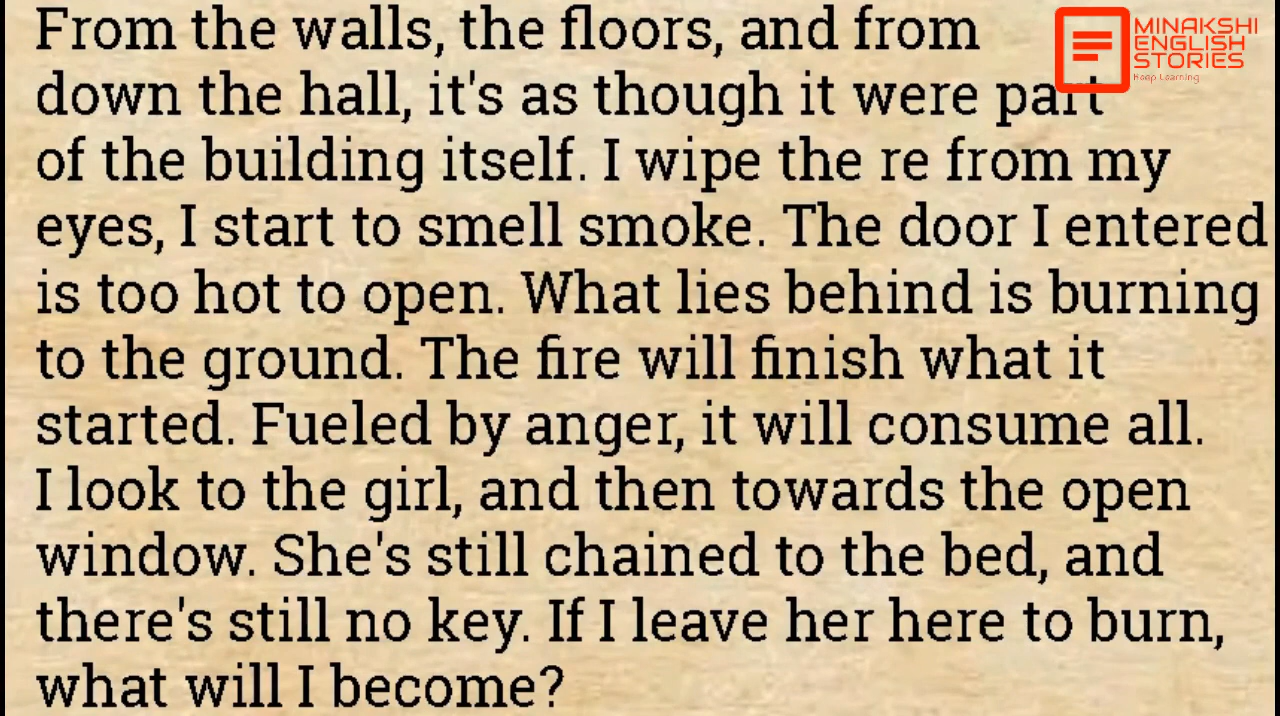 From the walls, the floors, and from
down the hall, it's as though it were part
of the building itself. I wipe the re from my
eyes, I start to smell smoke. The door I entered
is too hot to open. What lies behind is burning
to the ground. The fire will finish what it
started. Fueled by anger, it will consume all.
I look to the girl, and then towards the open
window. She's still chained to the bed, and
there's still no key. If I leave her here to burn,
what will I become?
MINAKSHI
ENGLISH
STORIES
Keep Learning